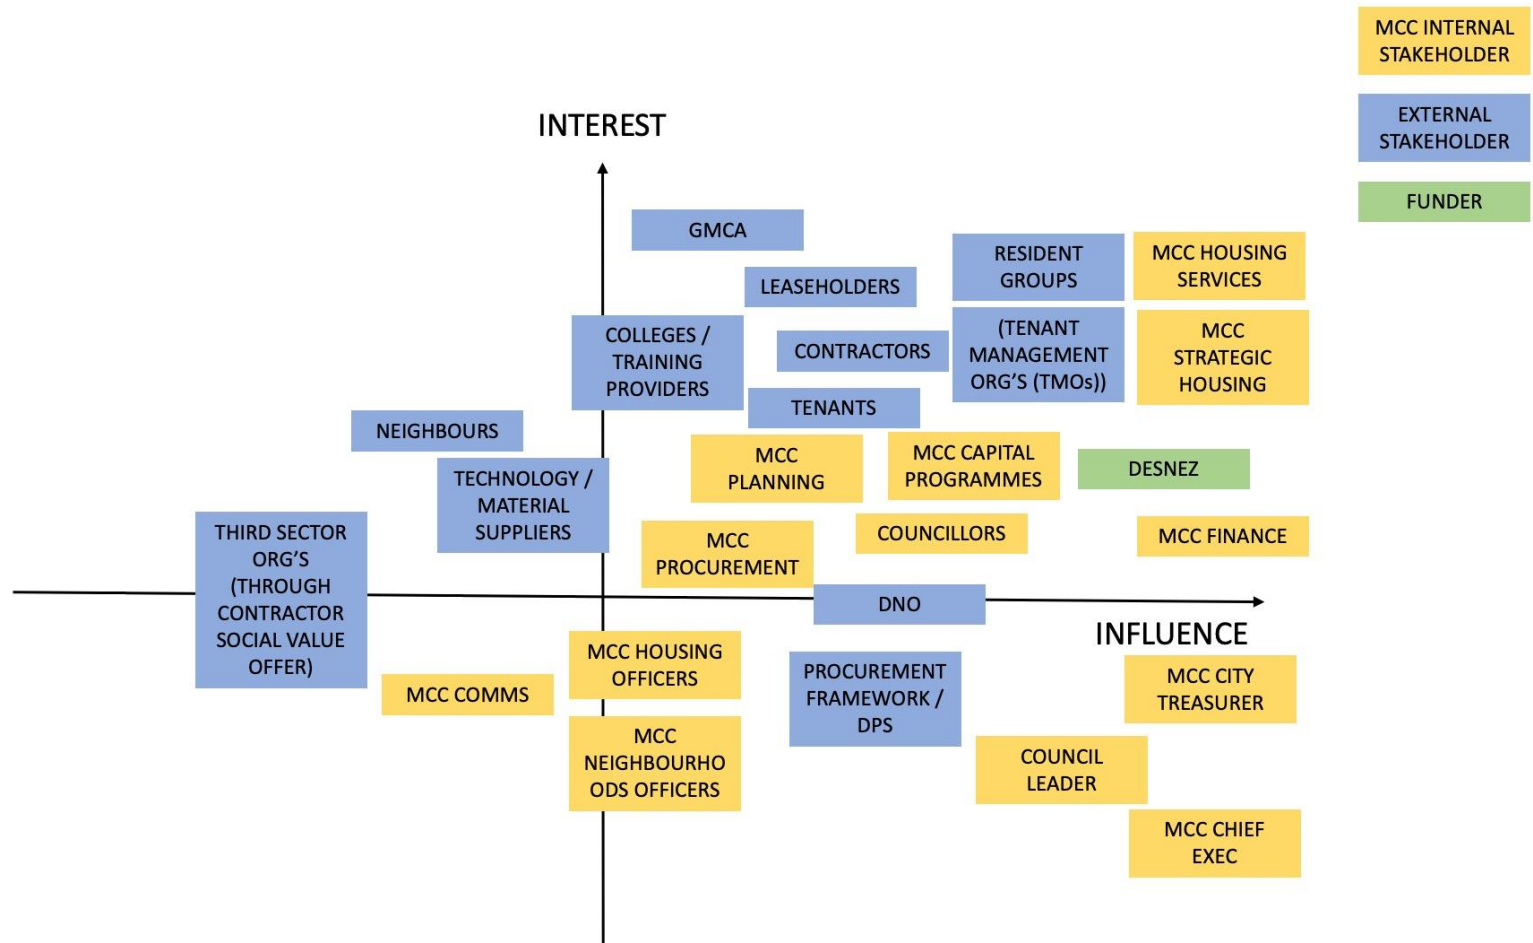 MCC INTERNAL
STAKEHOLDER
EXTERNAL
STAKEHOLDER
FUNDER
INTEREST
GMCA
RESIDENT
GROUPS
MCC HOUSING
SERVICES
LEASEHOLDERS
COLLEGES /
TRAINING
PROVIDERS
CONTRACTORS
(TENANT
MANAGEMENT
ORG’S (TMOs))
MCC
STRATEGIC
HOUSING
TENANTS
NEIGHBOURS
MCC
PLANNING
MCC CAPITAL
PROGRAMMES
DESNEZ
TECHNOLOGY /
MATERIAL
SUPPLIERS
THIRD SECTOR
ORG’S
(THROUGH
CONTRACTOR
SOCIAL VALUE
OFFER)
MCC
PROCUREMENT
COUNCILLORS
MCC FINANCE
DNO
INFLUENCE
MCC HOUSING
OFFICERS
MCC COMMS
PROCUREMENT
FRAMEWORK /
DPS
MCC CITY
TREASURER
MCC
NEIGHBOURHO
ODS OFFICERS
COUNCIL
LEADER
MCC CHIEF
EXEC